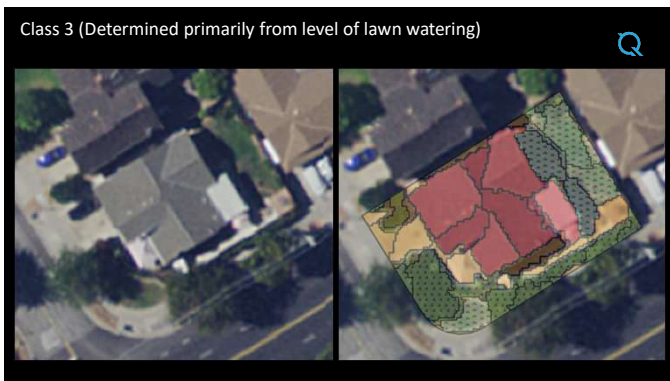 Class 3 (Determined primarily from level of lawn watering)